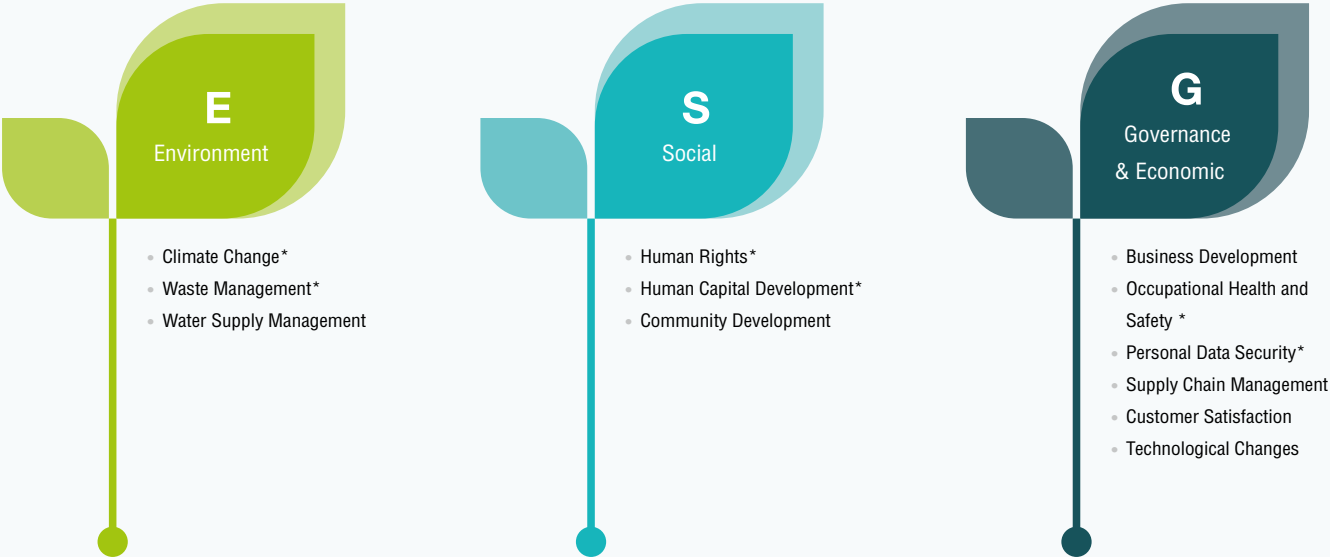 E
Environment
Climate Change*
Waste Management*
Water Supply Management
S
Social
Human Rights*
Human Capital Development*
Community Development
G
Governance
& Economic
Business Development
Occupational Health and
Safety *
Personal Data Security*
Supply Chain Management
Customer Satisfaction
Technological Changes